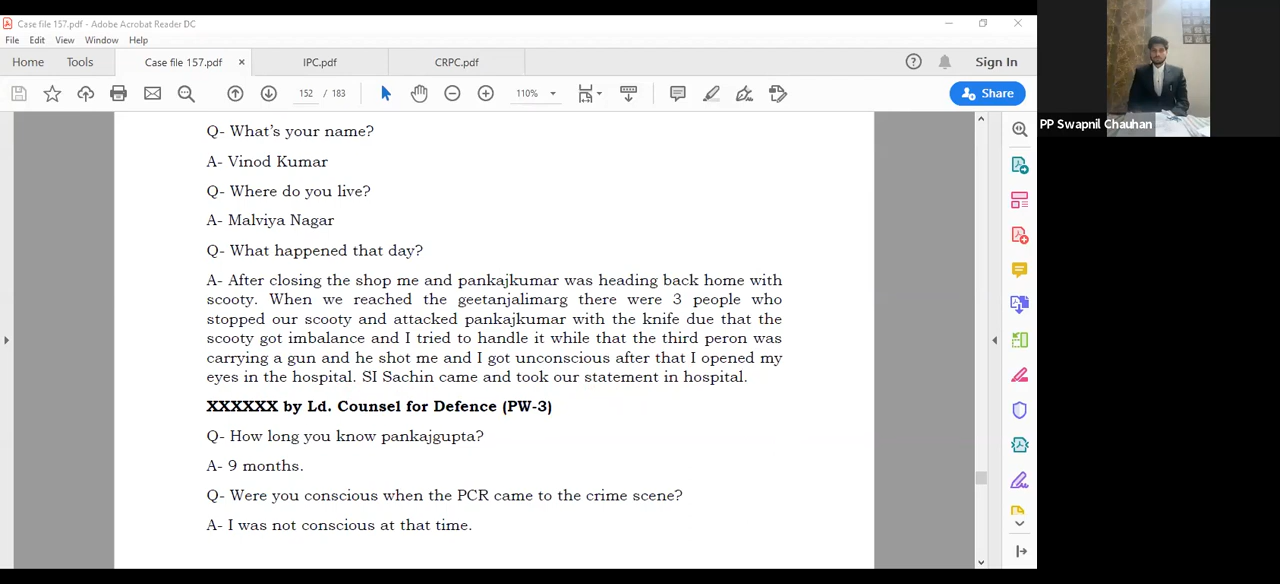 Case file 157.pdf - Adobe Acrobat Reader DC
File Edit View Window Help
Home Tools Case file 157.pdf × IPC.pdf CRPC.pdf Sign In
152 / 183 110% Share
PP Swapnil Chauhan
Q- What's your name?
A- Vinod Kumar
Q- Where do you live?
A- Malviya Nagar
Q- What happened that day?
A- After closing the shop me and pankajkumar was heading back home with
scooty. When we reached the geetanjalimarg there were 3 people who
stopped our scooty and attacked pankajkumar with the knife due that the
scooty got imbalance and I tried to handle it while that the third peron was
carrying a gun and he shot me and I got unconscious after that I opened my
eyes in the hospital. SI Sachin came and took our statement in hospital.
XXXXXX by Ld. Counsel for Defence (PW-3)
Q- How long you know pankajgupta?
A- 9 months.
Q- Were you conscious when the PCR came to the crime scene?
A- I was not conscious at that time.